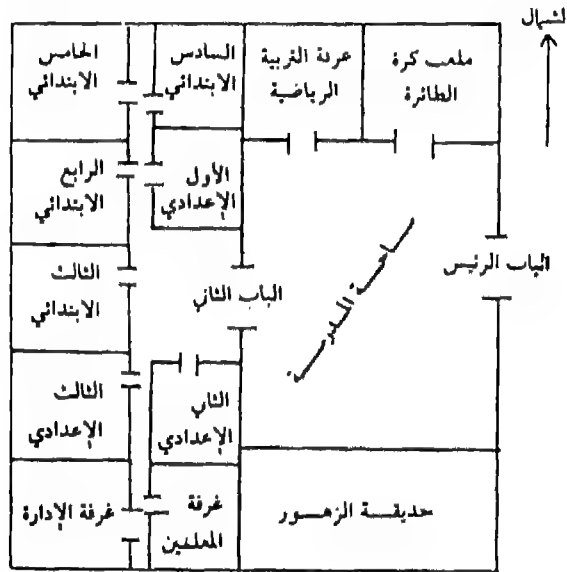 الشمال
ملعب كرة
الطائرة
غرفة التربية
الرياضية
السادس
الابتدائي
الخامس
الابتدائي
الأول
الإعدادي
الرابع
الابتدائي
الباب الرئيس
ساحة المدرسة
الباب الثاني
الثالث
الابتدائي
الثاني
الإعدادي
الثالث
الإعدادي
حديقة الزهور
غرفة
المعلمين
غرفة الإدارة